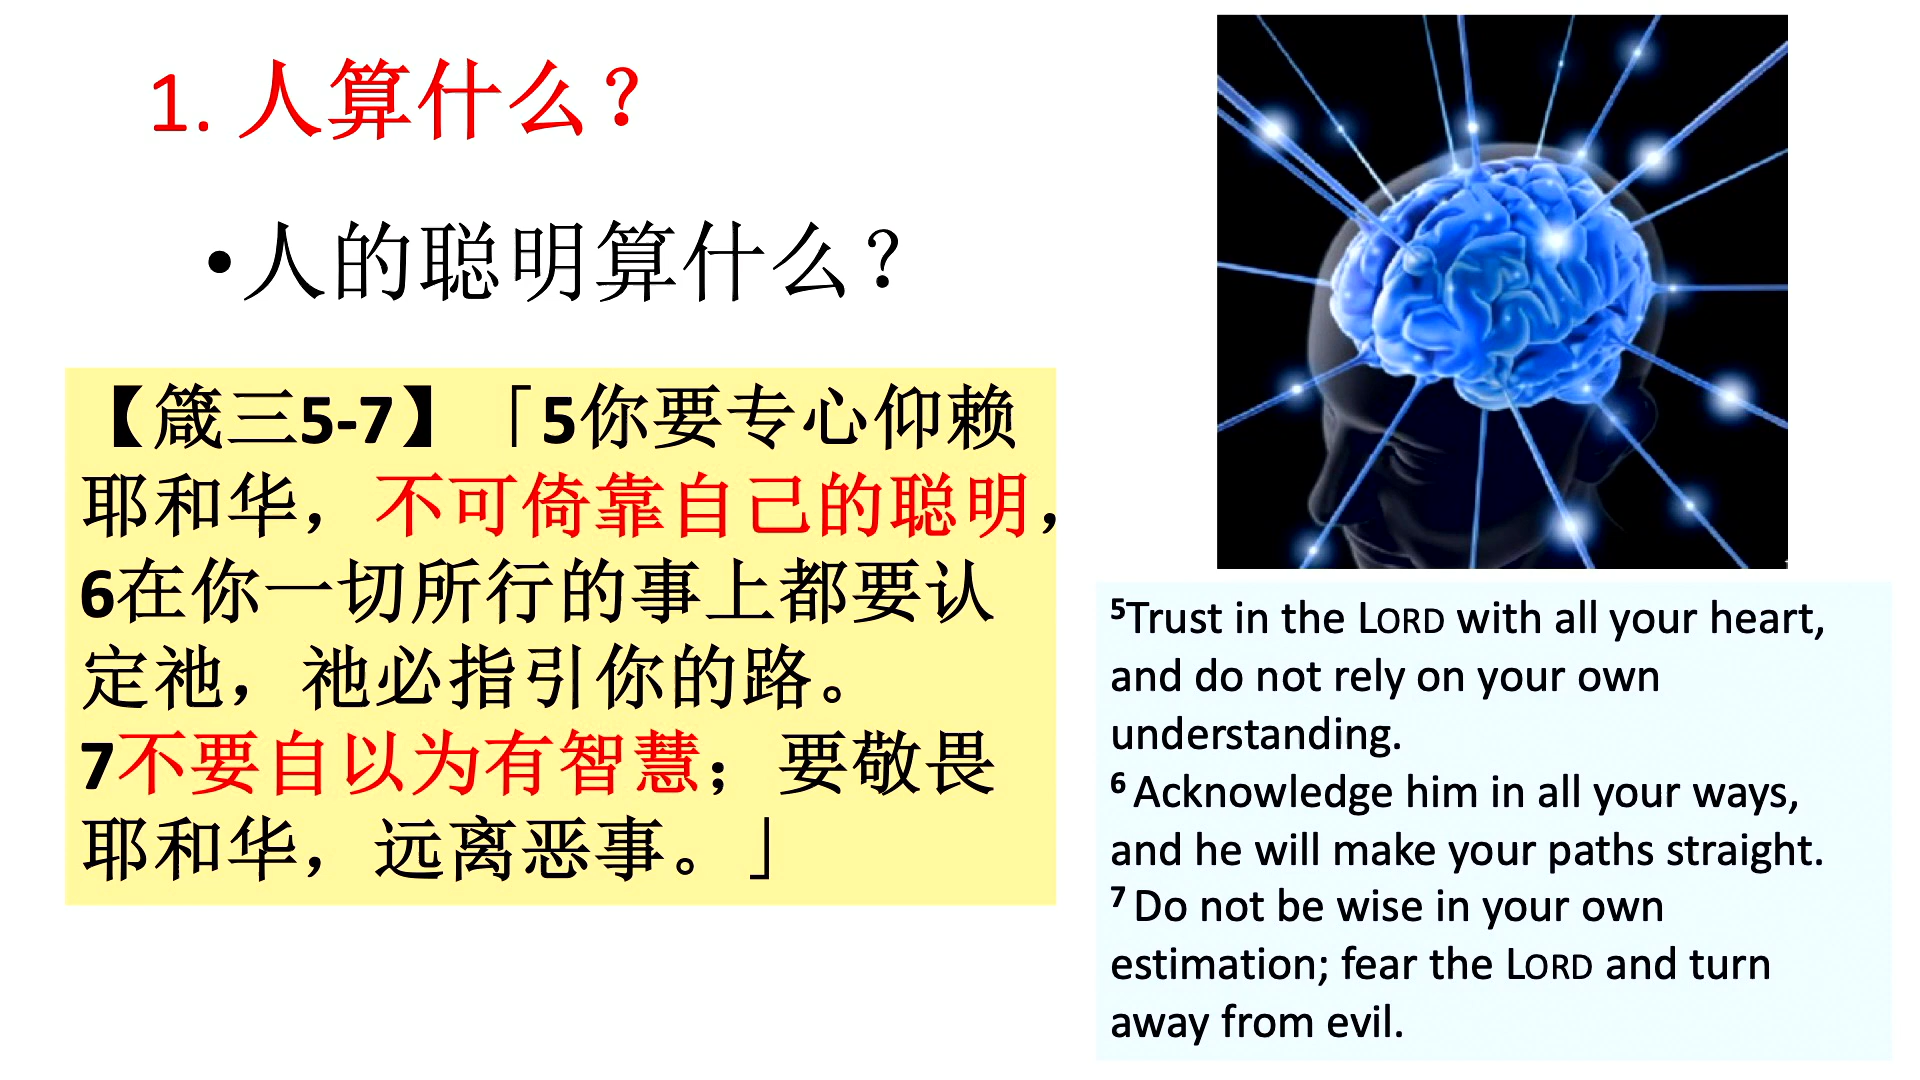 1. 人算什么？
•人的聪明算什么？
【箴三5-7】「5你要专心仰赖
耶和华，不可倚靠自己的聪明，
6在你一切所行的事上都要认
定祂，祂必指引你的路。
7不要自以为有智慧；要敬畏
耶和华，远离恶事。」
5Trust in the LORD with all your heart,
and do not rely on your own
understanding.
6 Acknowledge him in all your ways,
and he will make your paths straight.
7 Do not be wise in your own
estimation; fear the LORD and turn
away from evil.